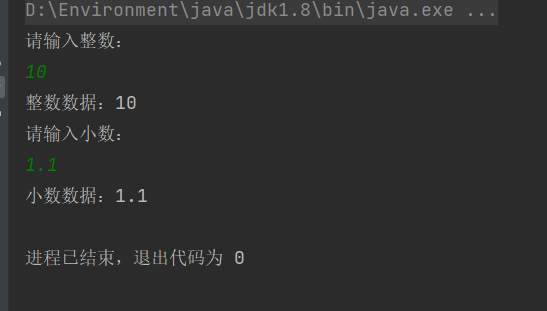 D:\Environment\java\jdk1.8\bin\java.exe ...
请输入整数：
10
整数数据：10
请输入小数：
1.1
小数数据：1.1
进程已结束，退出代码为 0